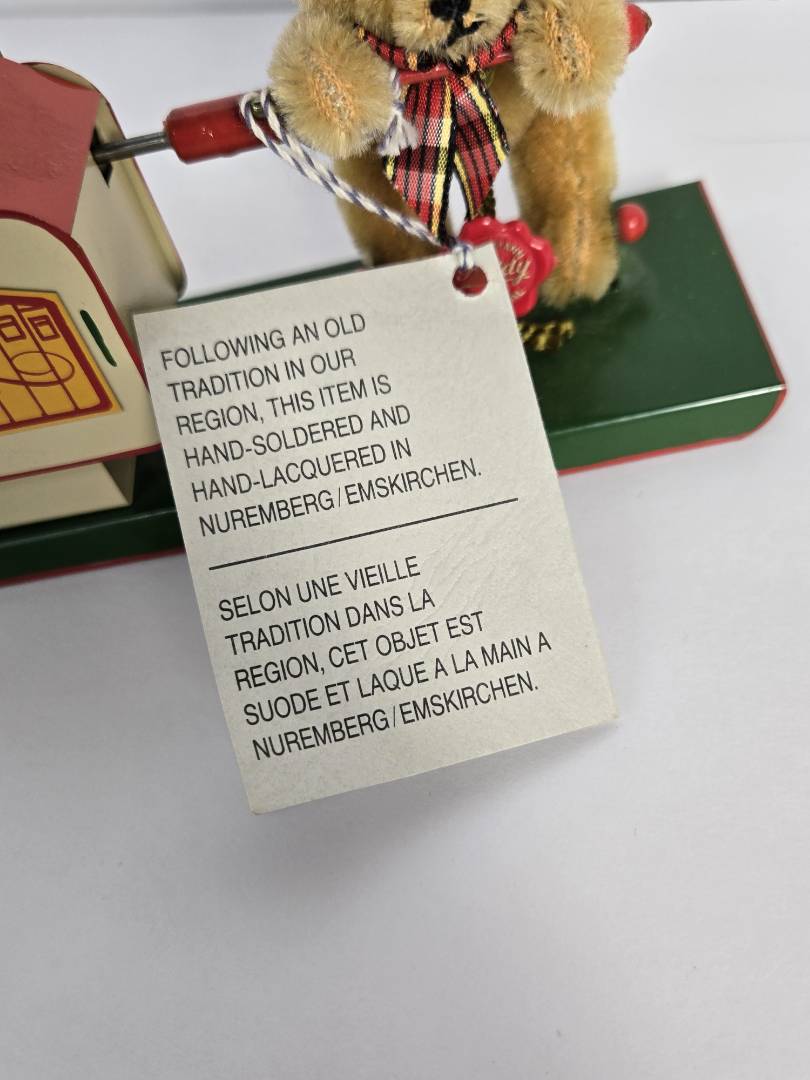 FOLLOWING AN OLD
TRADITION IN OUR
REGION, THIS ITEM IS
HAND-SOLDERED AND
HAND-LACQUERED IN
NUREMBERG/EMSKIRCHEN.
SELON UNE VIEILLE
TRADITION DANS LA
REGION, CET OBJET EST
SUODE ET LAQUE A LA MAIN A
NUREMBERG/EMSKIRCHEN.